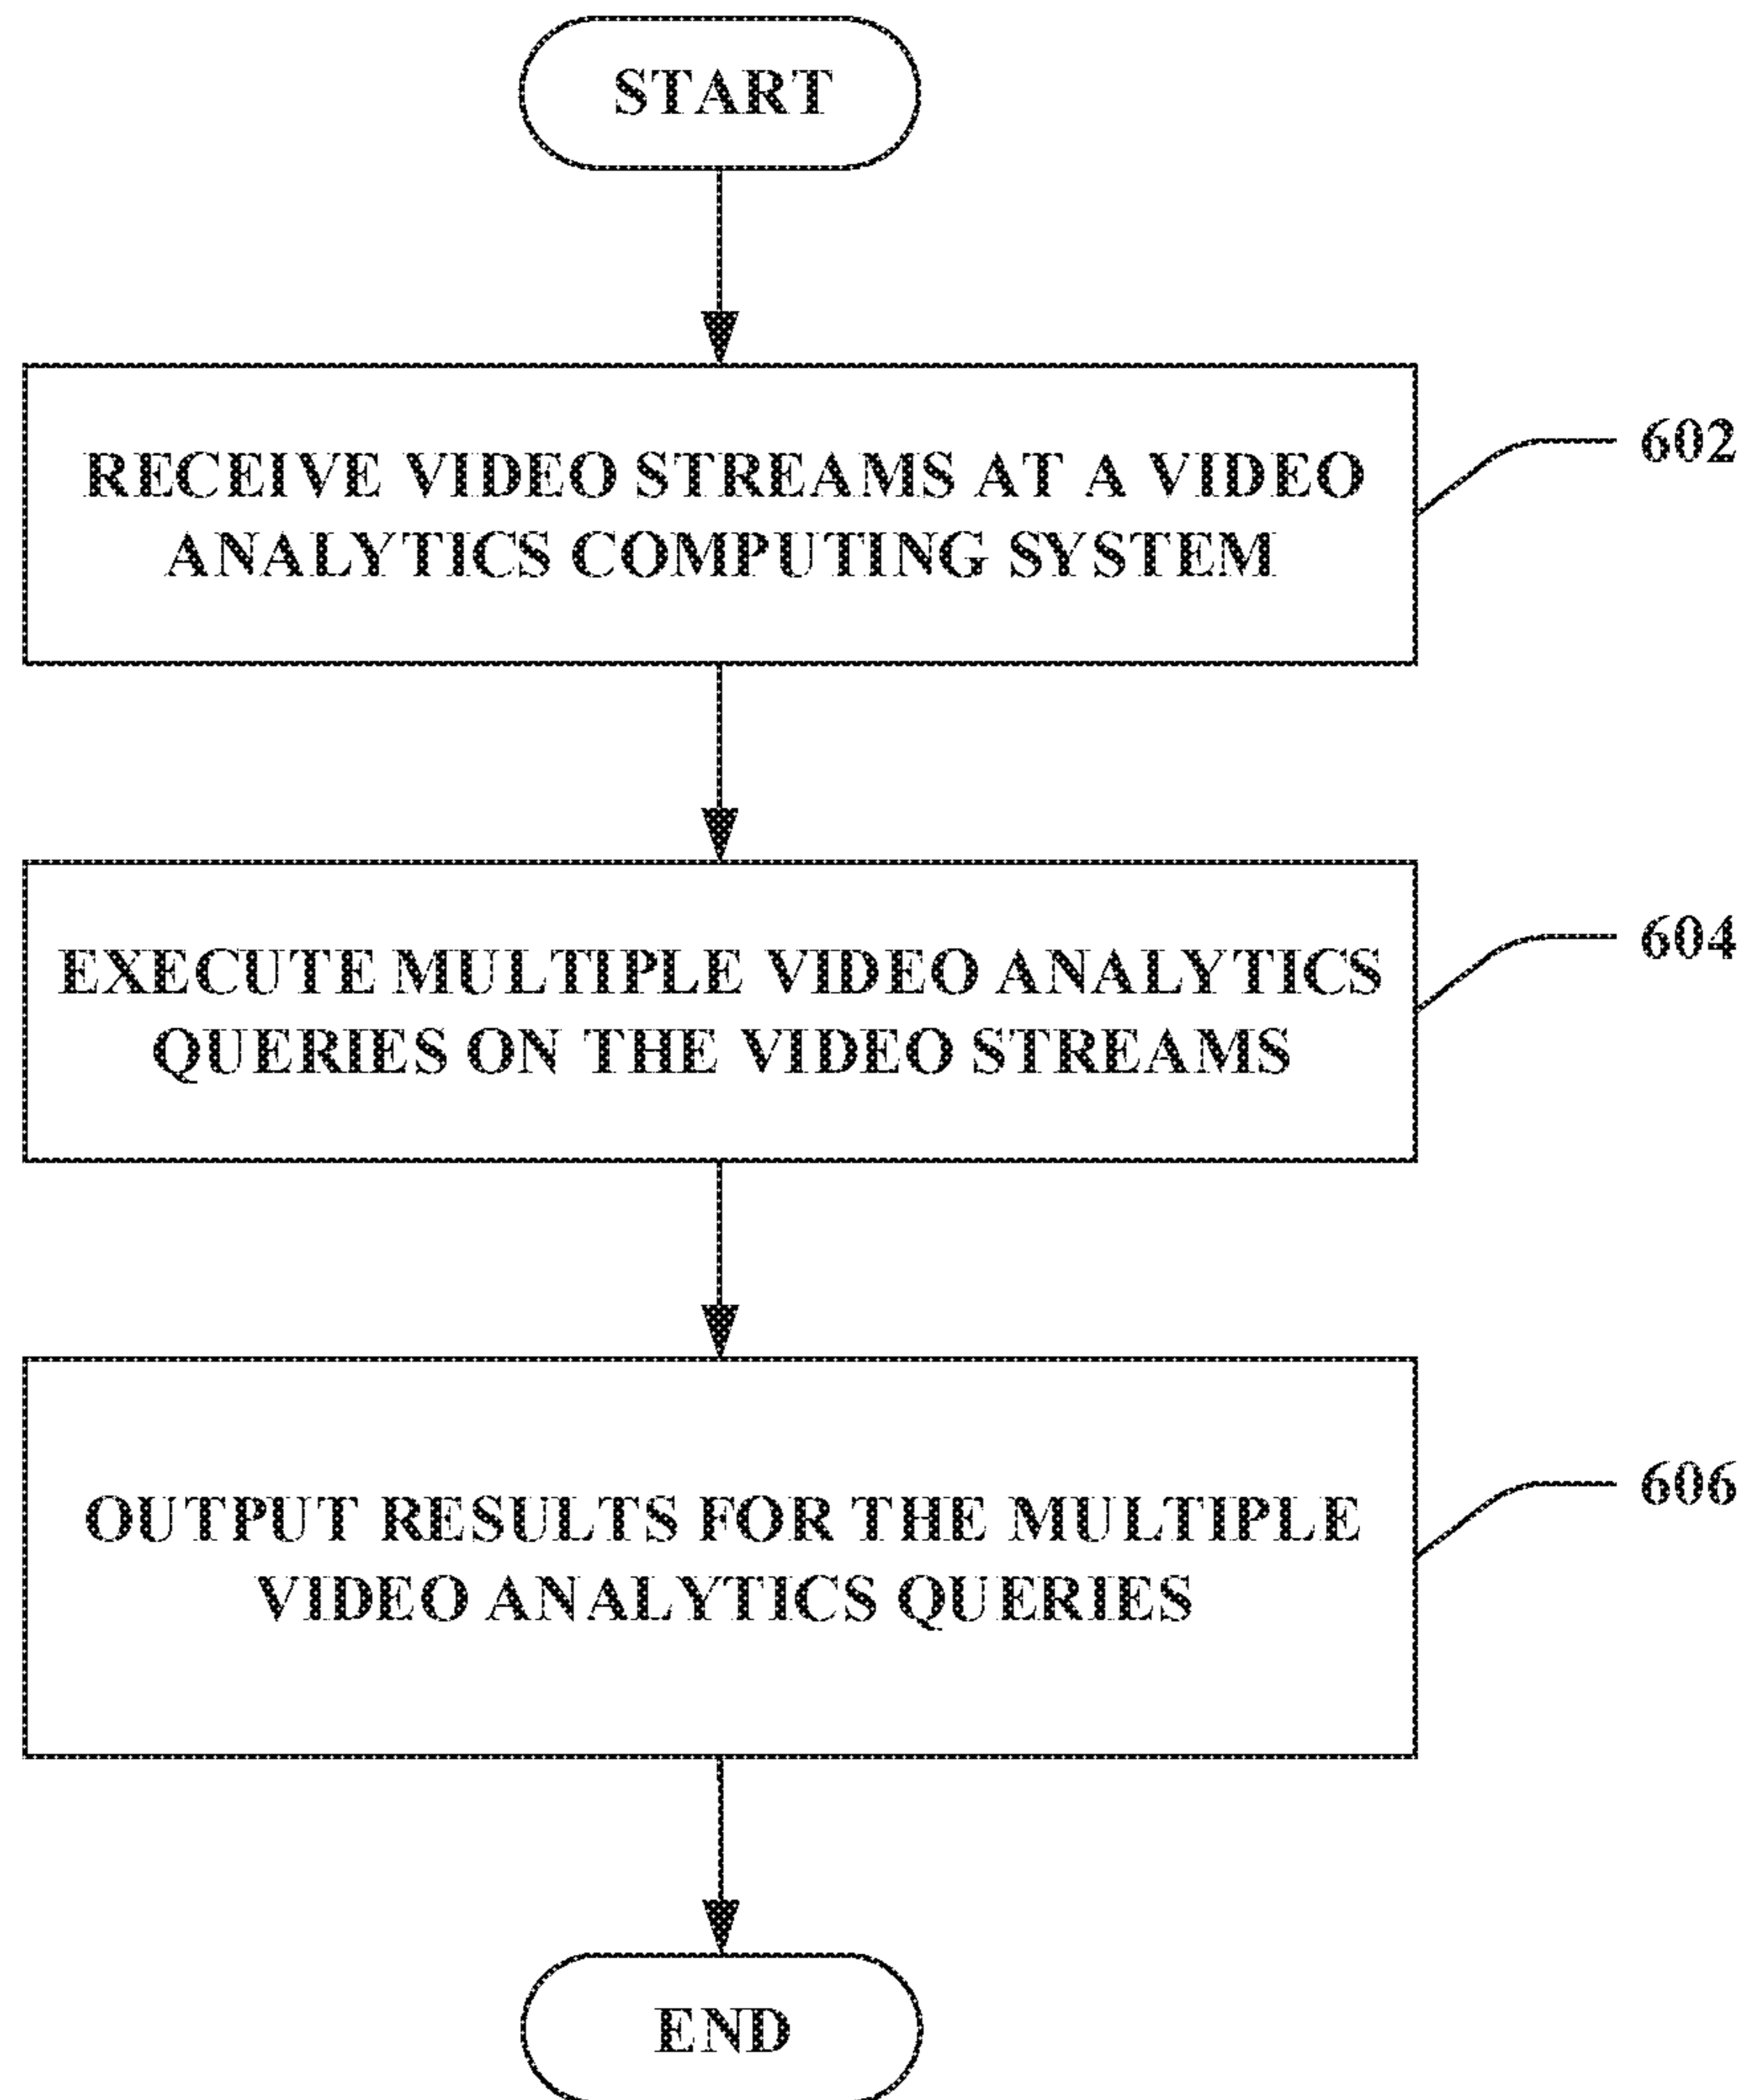 START
RECEIVE VIDEO STREAMS AT A VIDEO
ANALYTICS COMPUTING SYSTEM
602
EXECUTE MULTIPLE VIDEO ANALYTICS
QUERIES ON THE VIDEO STREAMS
604
OUTPUT RESULTS FOR THE MULTIPLE
VIDEO ANALYTICS QUERIES
606
END